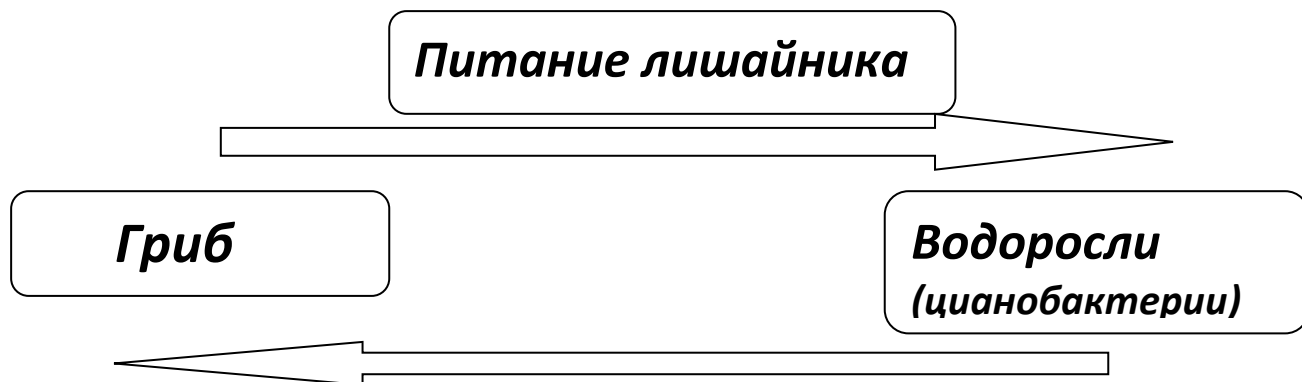 Питание лишайника
Гриб
Водоросли
(цианобактерии)